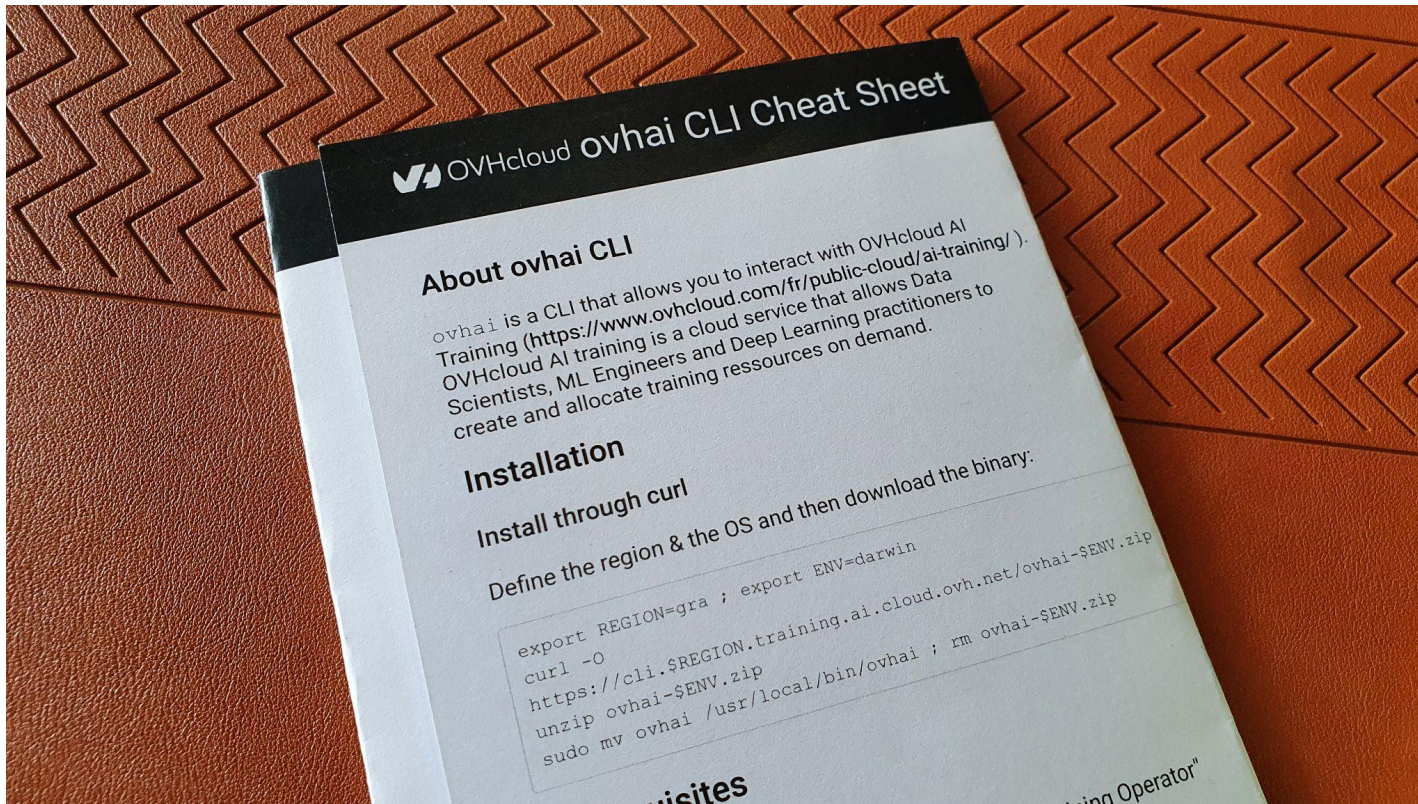 OVHcloud ovhai CLI Cheat Sheet
About ovhai CLI
ovhai is a CLI that allows you to interact with OVHcloud AI
Training (https://www.ovhcloud.com/fr/public-cloud/ai-training/ ).
OVHcloud AI training is a cloud service that allows Data
Scientists, ML Engineers and Deep Learning practitioners to
create and allocate training ressources on demand.
Installation
Install through curl
Define the region & the OS and then download the binary:
export REGION=gra ; export ENV=darwin
curl -O
https://cli.$REGION.training.ai.cloud.ovh.net/ovhai-$ENV.zip
unzip ovhai-$ENV.zip
sudo mv ovhai /usr/local/bin/ovhai ; rm ovhai-$ENV.zip
Operator"